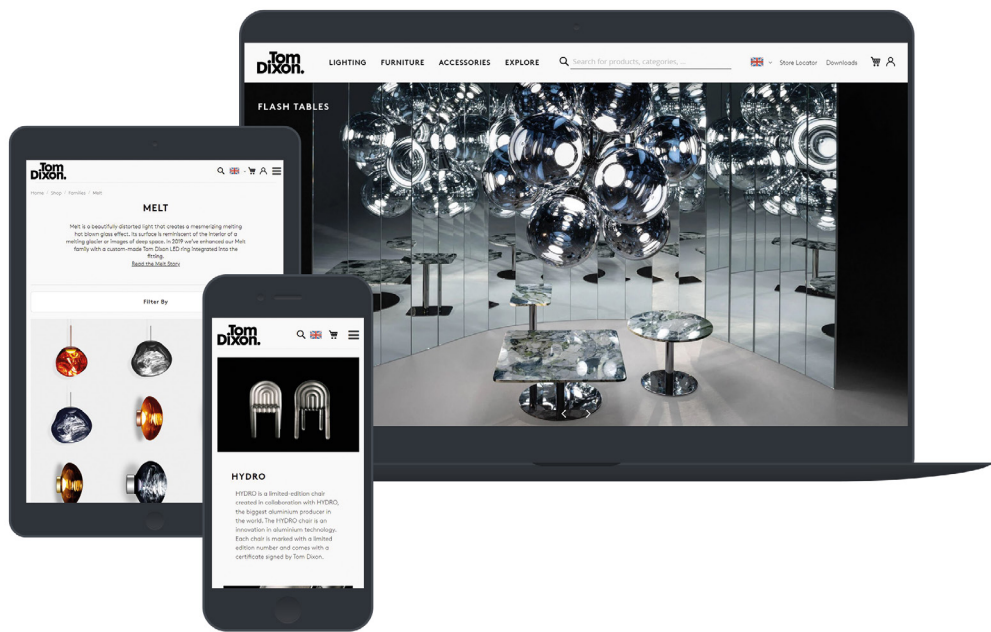 Tom
Dixon.
LIGHTING FURNITURE ACCESSORIES EXPLORE Search for products, categories, ... Store Locator Downloads
FLASH TABLES
Tom
Dixon.
Home / Shop / Families / Melt
MELT
Melt is a beautifully distorted light that creates a mesmerizing melting
hot blown glass effect. Its surface is reminiscent of the interior of a
melting glacier or images of deep space. In 2019 we've enhanced our Melt
family with a custom-made Tom Dixon LED ring integrated into the
fitting.
Read the Melt Story
Filter By
Tom
Dixon.
HYDRO
HYDRO is a limited-edition chair
created in collaboration with HYDRO,
the biggest aluminium producer in
the world. The HYDRO chair is an
innovation in aluminium technology.
Each chair is marked with a limited
edition number and comes with a
certificate signed by Tom Dixon.